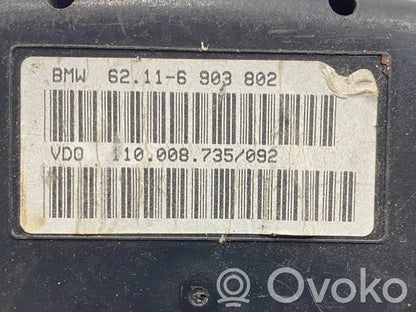 BMW 62.11-6 903 802
VDO 110.008.735/092
Ovoko